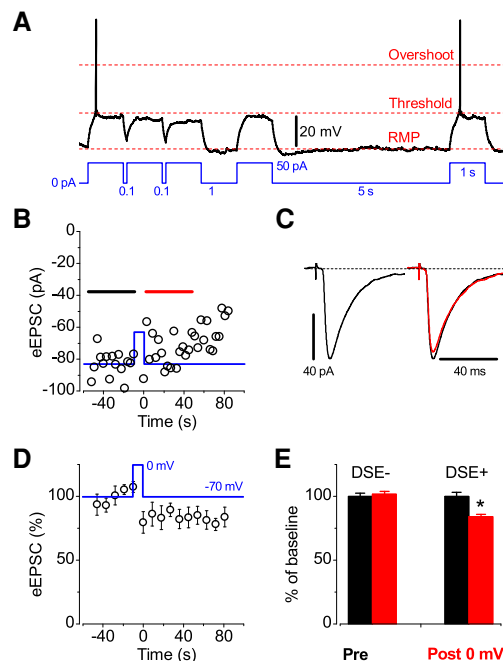 A
Overshoot
Threshold
20 mV
RMP
50 pA
0 pA
0.1
0.1
1
5 s
1 s
B
0
-20
-40
-60
-80
-100
eEPSC (pA)
-40
0
40
80
Time (s)
C
40 pA
40 ms
D
0 mV
-70 mV
100
50
0
eEPSC (%)
-40
0
40
80
Time (s)
E
DSE-
DSE+
*
100
50
0
% of baseline
Pre
Post 0 mV